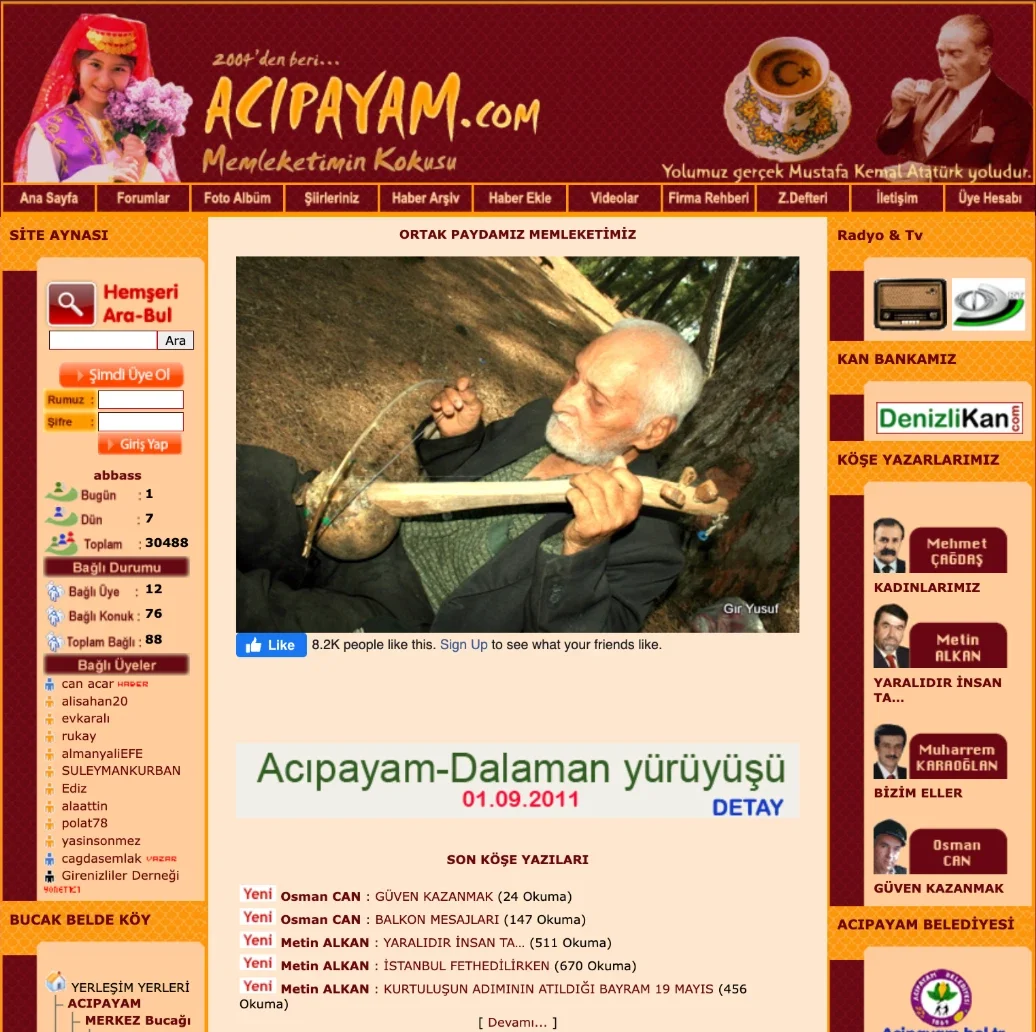 2004'den beri...
ACIPAYAM.com
Memleketimin Kokusu
Yolumuz gerçek Mustafa Kemal Atatürk yoludur.
Ana Sayfa Forumlar Foto Albüm Şiirleriniz Haber Arşiv Haber Ekle Videolar Firma Rehberi Z.Defteri İletişim Üye Hesabı
SİTE AYNASI
Hemşeri
Ara-Bul
Ara
Şimdi Üye Ol
Rumuz :
Şifre :
Giriş Yap
abbass
Bugün : 1
Dün : 7
Toplam : 30488
Bağlı Durumu
Bağlı Üye : 12
Bağlı Konuk : 76
Toplam Bağlı : 88
Bağlı Üyeler
can acar HABER
alisahan20
evkaralı
rukay
almanyaliEFE
SULEYMANKURBAN
Ediz
alaattin
polat78
yasinsonmez
cagdasemlak YAZAR
Girenizliler Derneği
YONETICI
BUCAK BELDE KÖY
YERLEŞİM YERLERİ
ACIPAYAM
MERKEZ Bucağı
ORTAK PAYDAMIZ MEMLEKETİMİZ
Gır Yusuf
Like 8.2K people like this. Sign Up to see what your friends like.
Acıpayam-Dalaman yürüyüşü
01.09.2011
DETAY
SON KÖŞE YAZILARI
Yeni Osman CAN : GÜVEN KAZANMAK (24 Okuma)
Yeni Osman CAN : BALKON MESAJLARI (147 Okuma)
Yeni Metin ALKAN : YARALIDIR İNSAN TA... (511 Okuma)
Yeni Metin ALKAN : İSTANBUL FETHEDİLİRKEN (670 Okuma)
Yeni Metin ALKAN : KURTULUŞUN ADIMININ ATILDIĞI BAYRAM 19 MAYIS (456
Okuma)
[ Devamı... ]
Radyo & Tv
KAN BANKAMIZ
DenizliKan.com
KÖŞE YAZARLARIMIZ
Mehmet
ÇAĞDAŞ
KADINLARIMIZ
Metin
ALKAN
YARALIDIR İNSAN
TA...
Muharrem
KARAOĞLAN
BİZİM ELLER
Osman
CAN
GÜVEN KAZANMAK
ACIPAYAM BELEDİYESİ
ACIPAYAM BELEDİYESİ